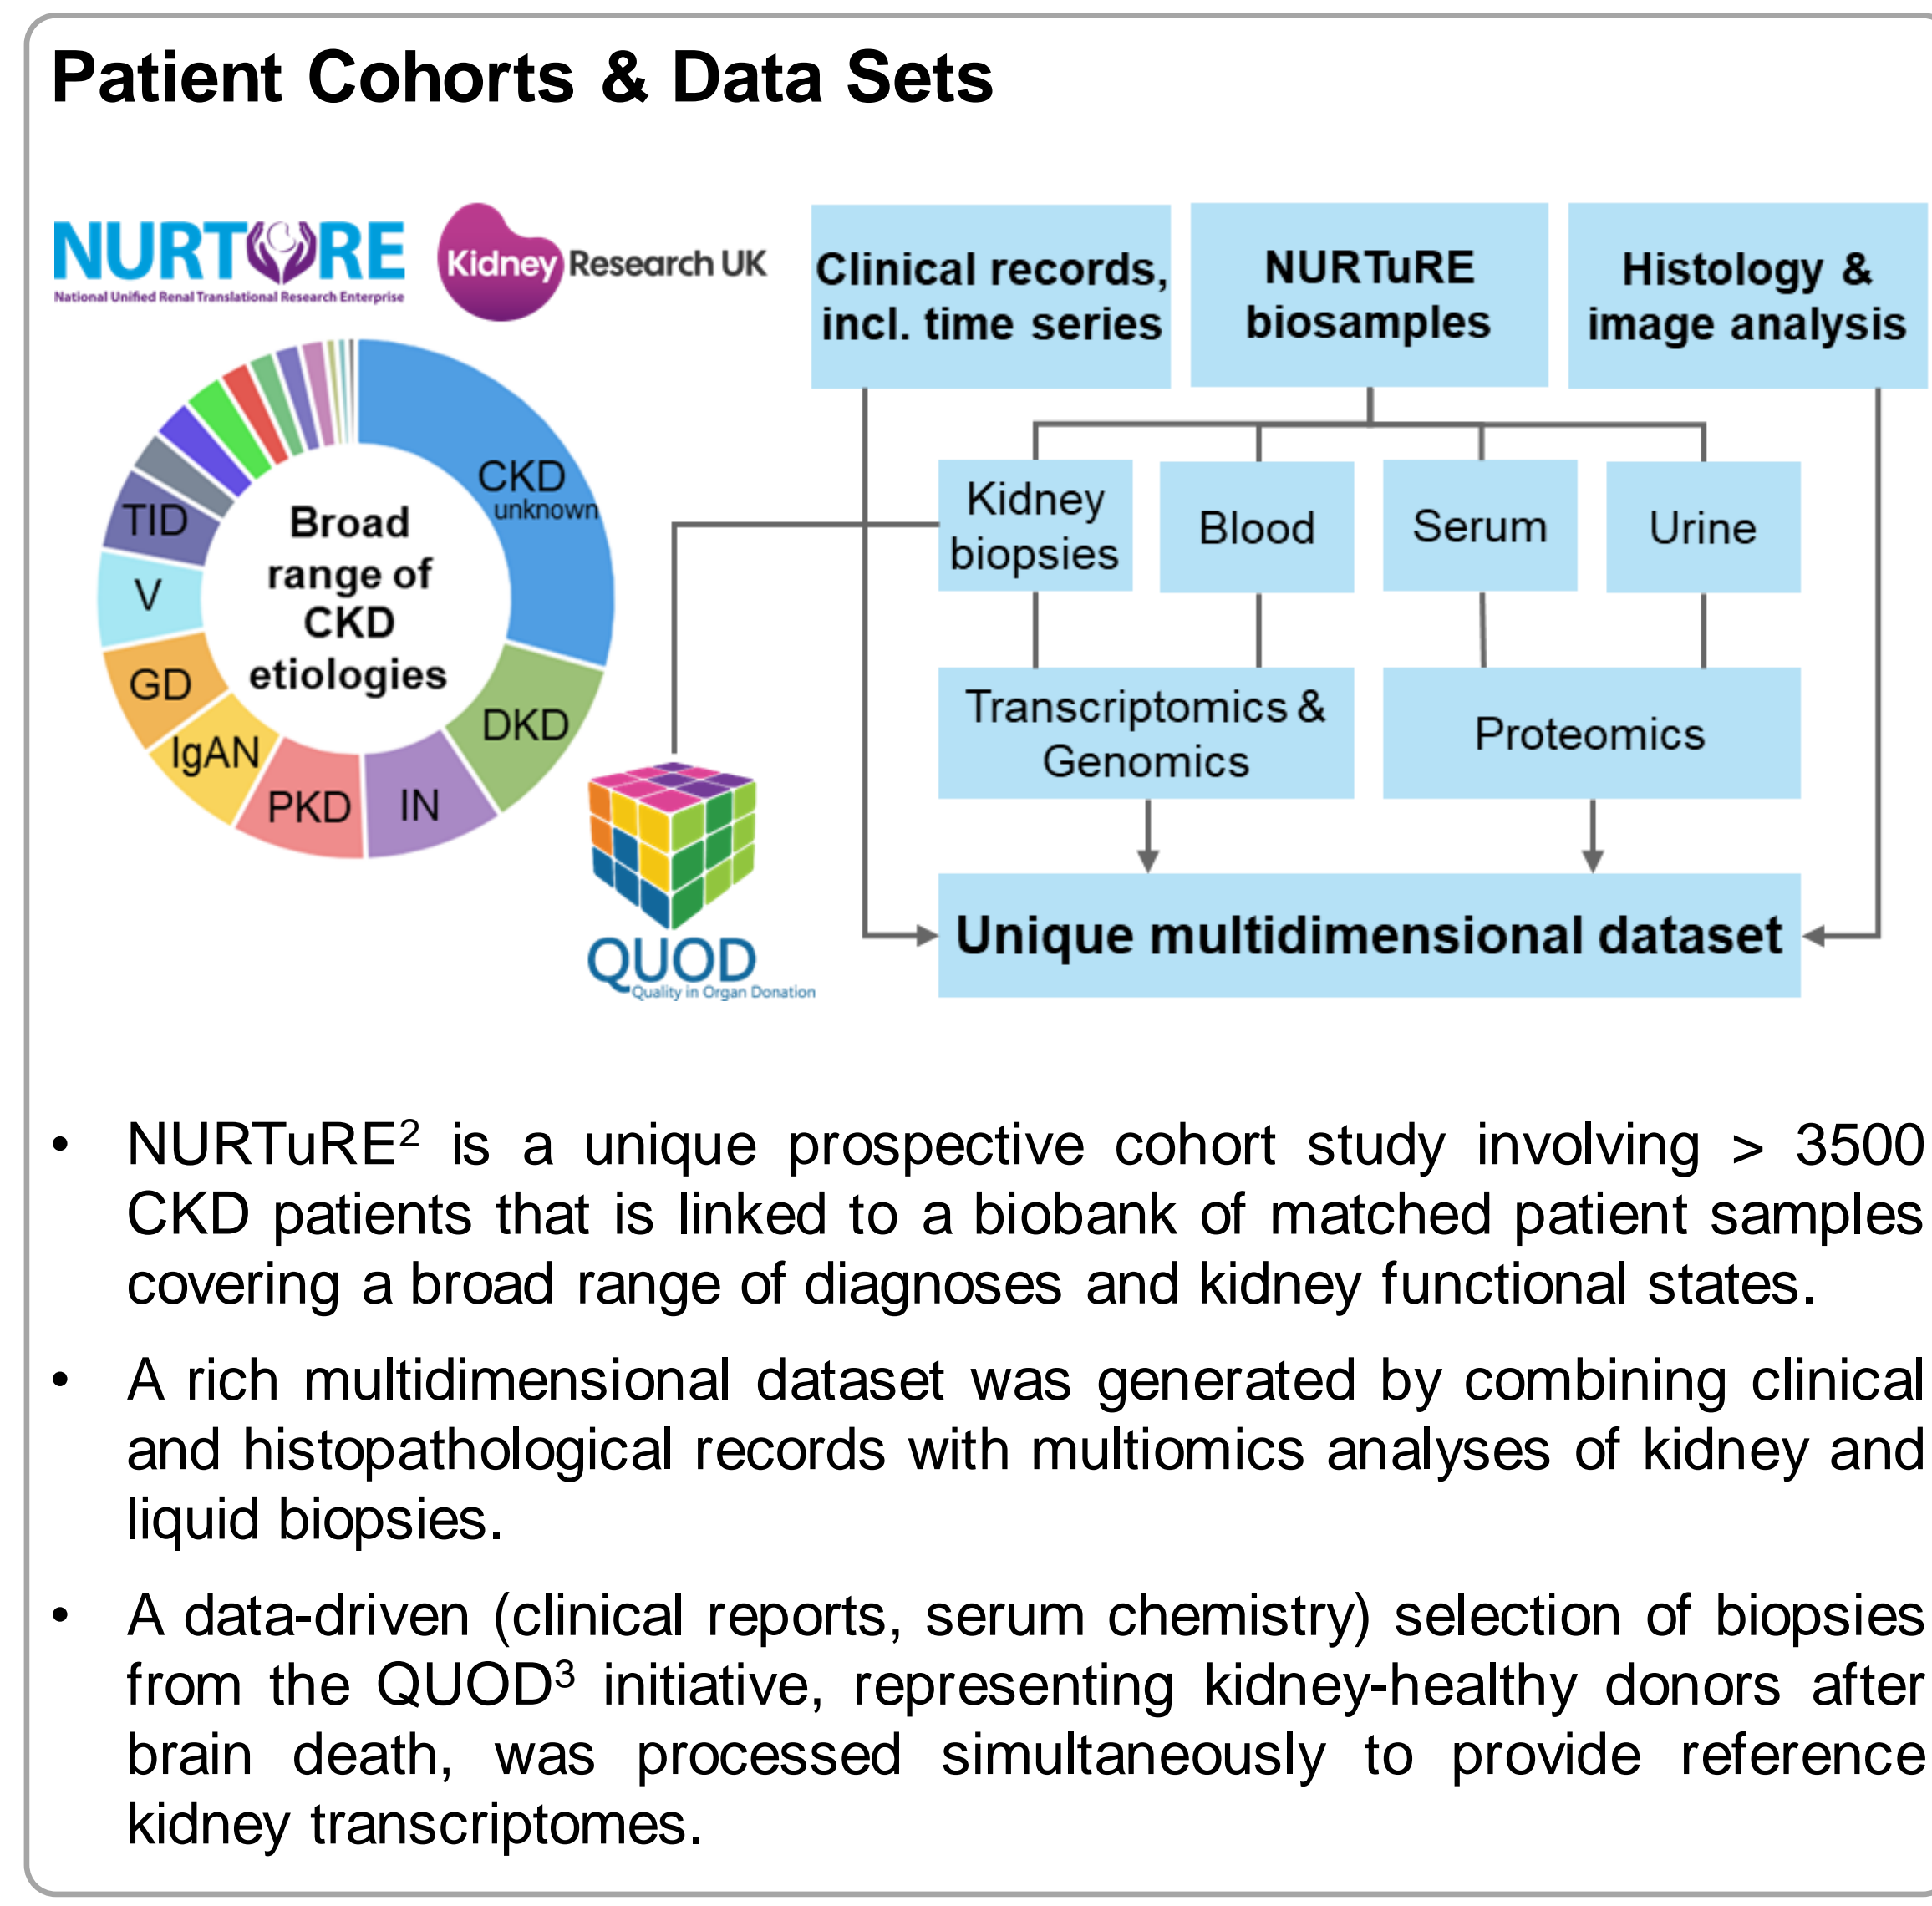 Patient Cohorts & Data Sets
NURTuRE
National Unified Renal Translational Research Enterprise
Kidney Research UK
CKD
unknown
DKD
IN
PKD
IgAN
GD
V
TID
Broad
range of
CKD
etiologies
QUOD
Quality in Organ Donation
Clinical records,
incl. time series
NURTuRE
biosamples
Histology &
image analysis
Kidney
biopsies
Blood
Serum
Urine
Transcriptomics &
Genomics
Proteomics
Unique multidimensional dataset
• NURTuRE² is a unique prospective cohort study involving > 3500
CKD patients that is linked to a biobank of matched patient samples
covering a broad range of diagnoses and kidney functional states.
• A rich multidimensional dataset was generated by combining clinical
and histopathological records with multiomics analyses of kidney and
liquid biopsies.
• A data-driven (clinical reports, serum chemistry) selection of biopsies
from the QUOD³ initiative, representing kidney-healthy donors after
brain death, was processed simultaneously to provide reference
kidney transcriptomes.